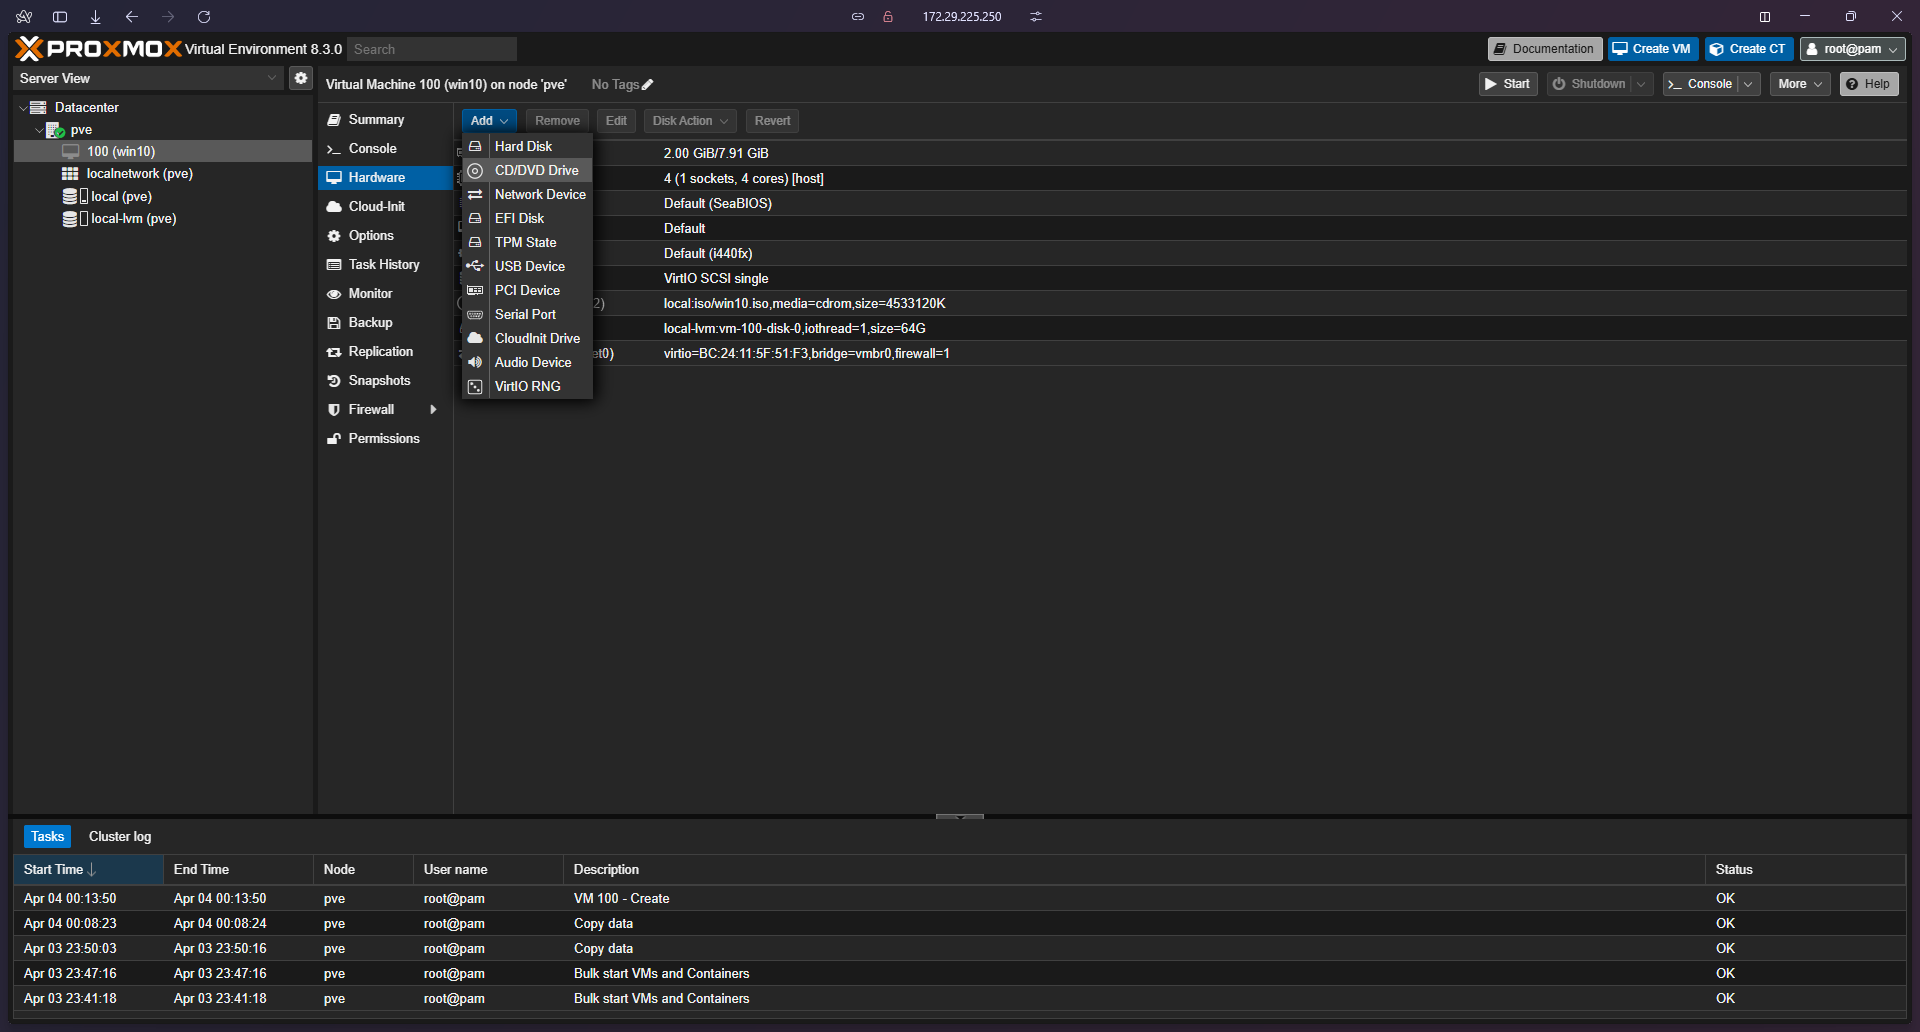 172.29.225.250
PROXMOX Virtual Environment 8.3.0 Search Documentation Create VM Create CT root@pam
Server View
Virtual Machine 100 (win10) on node 'pve' No Tags Start Shutdown Console More Help
Datacenter
pve
100 (win10)
localnetwork (pve)
local (pve)
local-lvm (pve)
Summary
Console
Hardware
Cloud-Init
Options
Task History
Monitor
Backup
Replication
Snapshots
Firewall
Permissions
Add Remove Edit Disk Action Revert
Hard Disk
CD/DVD Drive
Network Device
EFI Disk
TPM State
USB Device
PCI Device
Serial Port
CloudInit Drive
Audio Device
VirtIO RNG
2.00 GiB/7.91 GiB
4 (1 sockets, 4 cores) [host]
Default (SeaBIOS)
Default
Default (i440fx)
VirtIO SCSI single
2) local:iso/win10.iso,media=cdrom,size=4533120K
local-lvm:vm-100-disk-0,iothread=1,size=64G
et0) virtio=BC:24:11:5F:51:F3,bridge=vmbr0,firewall=1
Tasks Cluster log
Start Time End Time Node User name Description Status
Apr 04 00:13:50 Apr 04 00:13:50 pve root@pam VM 100 - Create OK
Apr 04 00:08:23 Apr 04 00:08:24 pve root@pam Copy data OK
Apr 03 23:50:03 Apr 03 23:50:16 pve root@pam Copy data OK
Apr 03 23:47:16 Apr 03 23:47:16 pve root@pam Bulk start VMs and Containers OK
Apr 03 23:41:18 Apr 03 23:41:18 pve root@pam Bulk start VMs and Containers OK